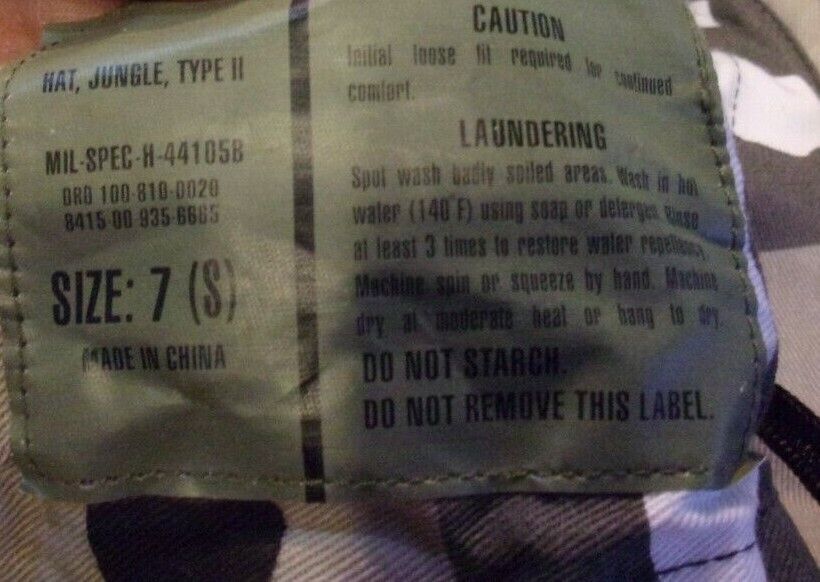 HAT, JUNGLE, TYPE II
MIL-SPEC-H-44105B
DRD 100-810-0020
8415 00-935-6665
SIZE: 7 (S)
MADE IN CHINA
CAUTION
Initial loose fit required for continued
comfort.
LAUNDERING
Spot wash badly soiled areas. Wash in hot
water (140 F) using soap or detergen. Rinse
at least 3 times to restore water repellency.
Machine spin or squeeze by hand. Machine
dry at moderate heat or hang to dry.
DO NOT STARCH.
DO NOT REMOVE THIS LABEL.